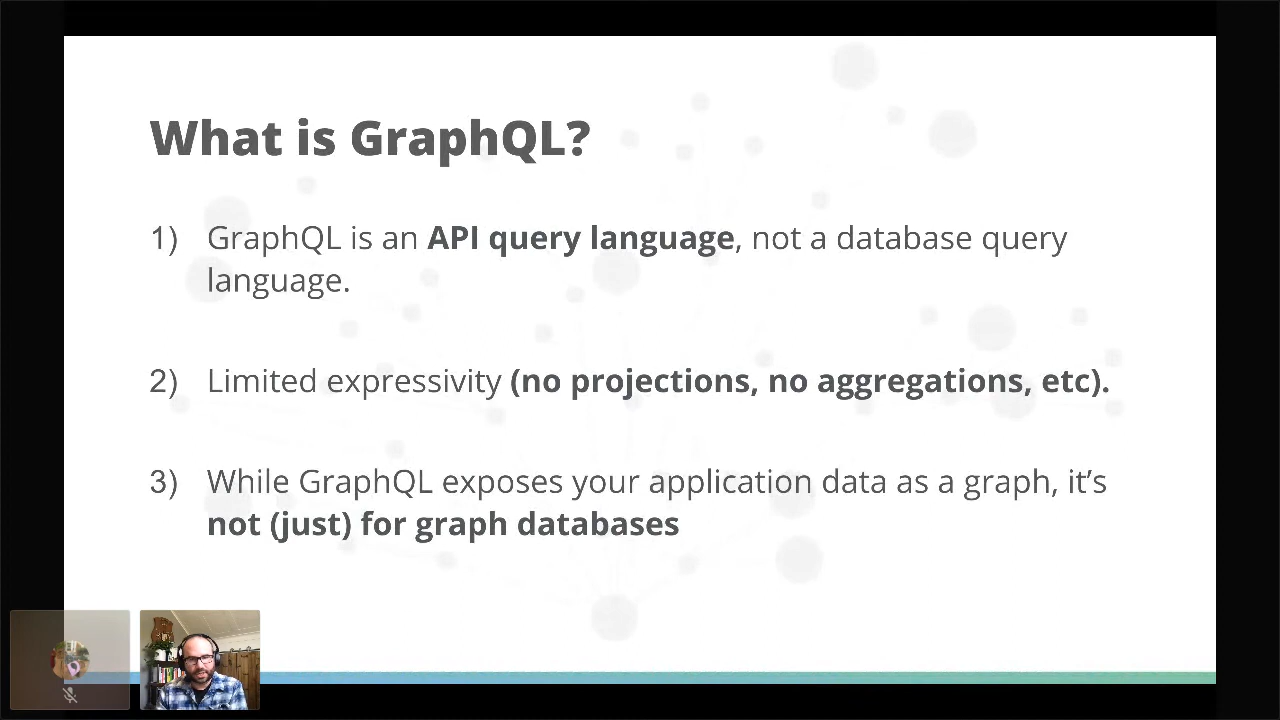 What is GraphQL?
1) GraphQL is an API query language, not a database query
language.
2) Limited expressivity (no projections, no aggregations, etc).
3) While GraphQL exposes your application data as a graph, it’s
not (just) for graph databases